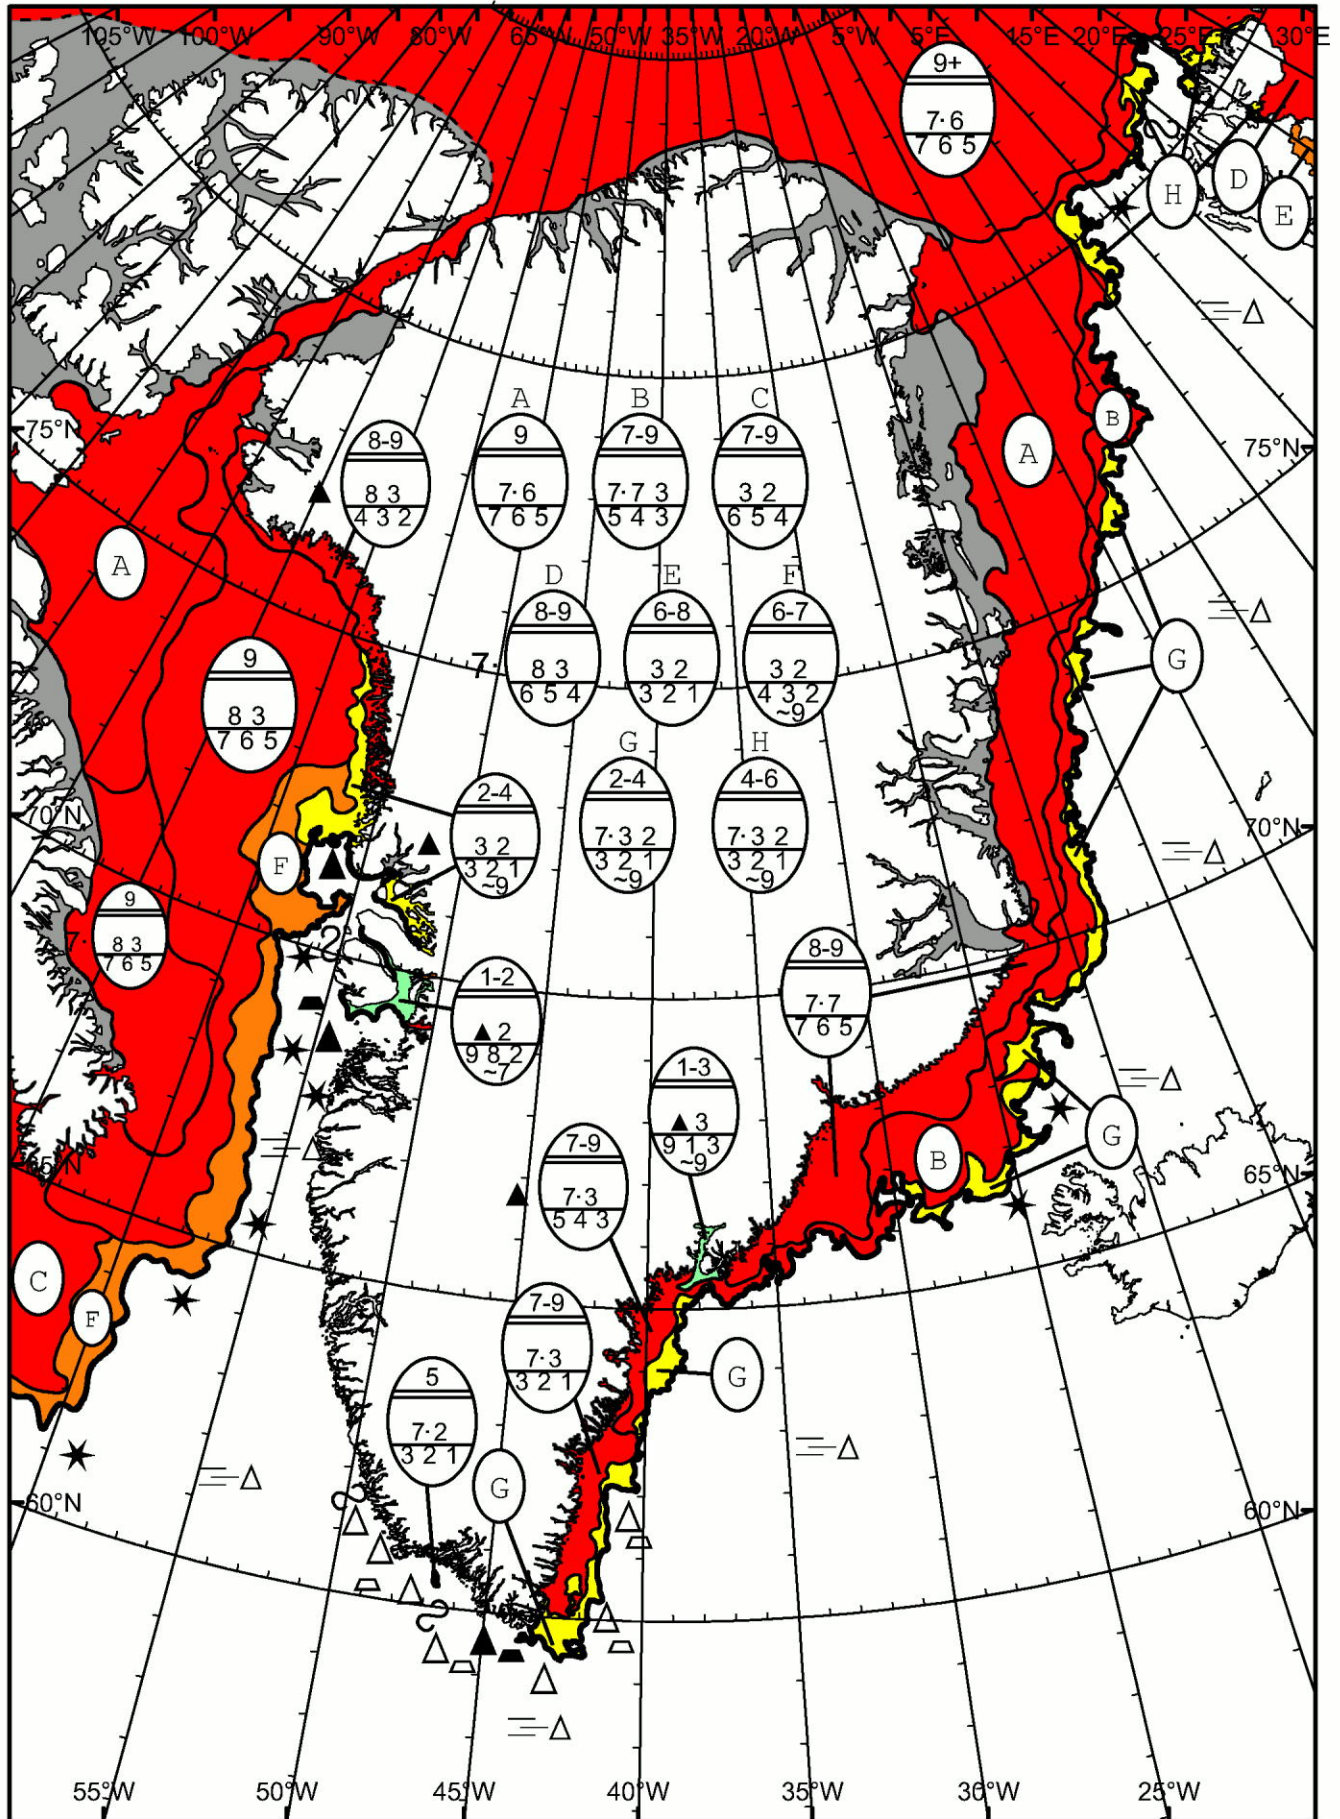 105°W 100°W 90°W 80°W 65°W 50°W 35°W 20°W 5°W 5°E 15°E 20°E 25°E 30°E
9+
7· 6
7 6 5
H
D
E
75°N
75°N
A
B
C
8-9
8 3
4 3 2
9
7· 6
7 6 5
7-9
7· 7 3
5 4 3
7-9
3 2
6 5 4
A
B
A
D
E
F
7·
8-9
8 3
6 5 4
6-8
3 2
3 2 1
6-7
3 2
4 3 2
~9
G
9
8 3
7 6 5
G
H
2-4
7· 3 2
3 2 1
~9
4-6
7· 3 2
3 2 1
~9
70°N
70°N
2-4
3 2
3 2 1
~9
F
7·
9
8 3
7 6 5
8-9
7· 7
7 6 5
1-2
▲ 2
9 8 2
~7
1-3
▲ 3
9 1 3
~9
G
65°N
65°N
7-9
7· 3
5 4 3
B
C
F
7-9
7· 3
3 2 1
G
5
7· 2
3 2 1
G
60°N
60°N
55°W 50°W 45°W 40°W 35°W 30°W 25°W